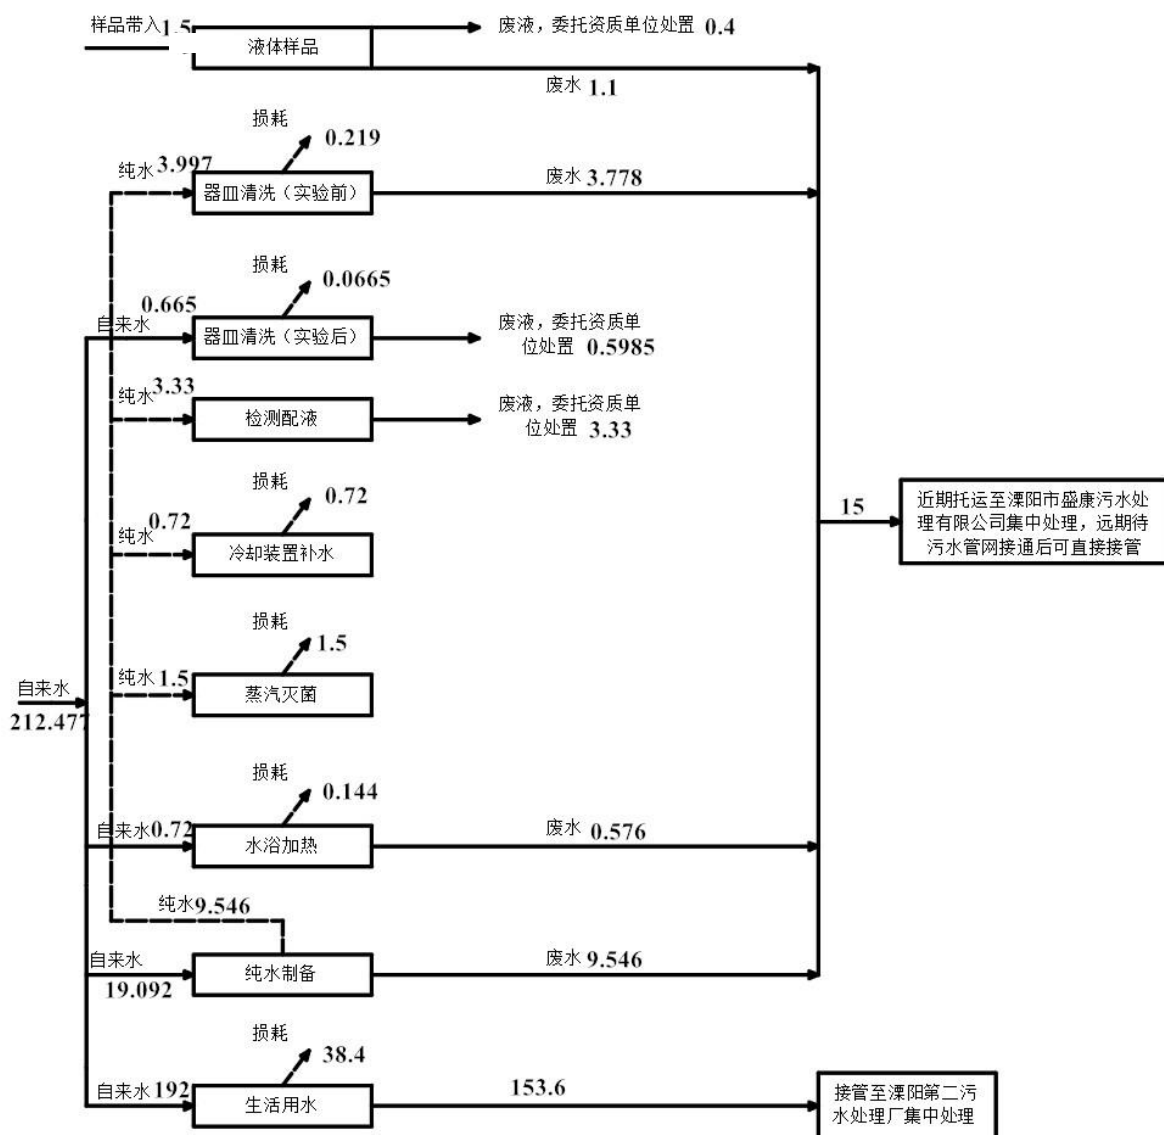 样品带入 1.5
液体样品
废液，委托资质单位处置 0.4
废水 1.1
损耗
0.219
纯水 3.997
器皿清洗（实验前）
废水 3.778
损耗
0.0665
0.665
自来水
器皿清洗（实验后）
废液，委托资质单
位处置 0.5985
纯水 3.33
检测配液
废液，委托资质单
位处置 3.33
损耗
0.72
纯水 0.72
冷却装置补水
15
近期托运至溧阳市盛康污水处
理有限公司集中处理，远期待
污水管网接通后可直接接管
损耗
1.5
纯水 1.5
蒸汽灭菌
自来水
212.477
损耗
0.144
自来水 0.72
水浴加热
废水 0.576
纯水 9.546
自来水
19.092
纯水制备
废水 9.546
损耗
38.4
自来水 192
生活用水
153.6
接管至溧阳第二污
水处理厂集中处理